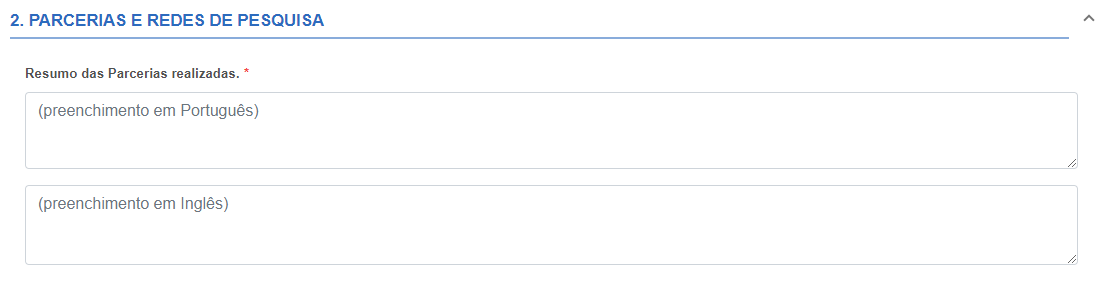 2. PARCERIAS E REDES DE PESQUISA
Resumo das Parcerias realizadas. *
(preenchimento em Português)
(preenchimento em Inglês)